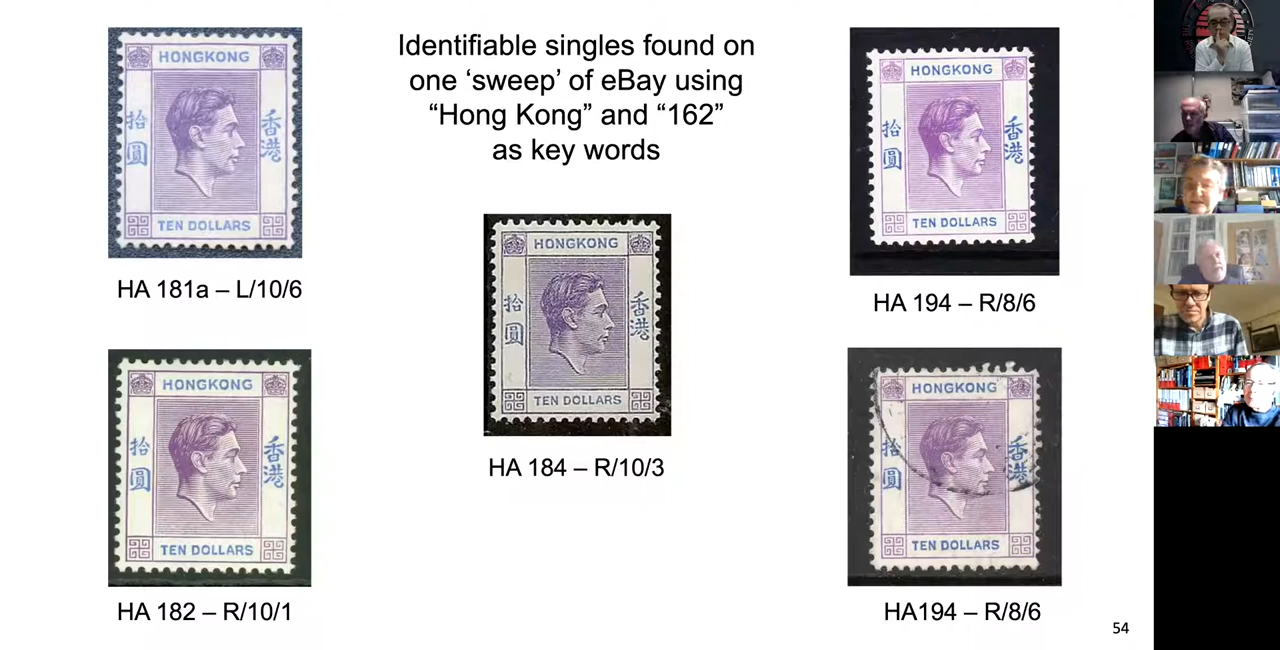 Identifiable singles found on
one ‘sweep’ of eBay using
“Hong Kong” and “162”
as key words
HONGKONG
拾圓
香港
TEN DOLLARS
HA 181a – L/10/6
HONGKONG
拾圓
香港
TEN DOLLARS
HA 182 – R/10/1
HONGKONG
拾圓
香港
TEN DOLLARS
HA 184 – R/10/3
HONGKONG
拾圓
香港
TEN DOLLARS
HA 194 – R/8/6
HONGKONG
拾圓
香港
TEN DOLLARS
HA194 – R/8/6
54